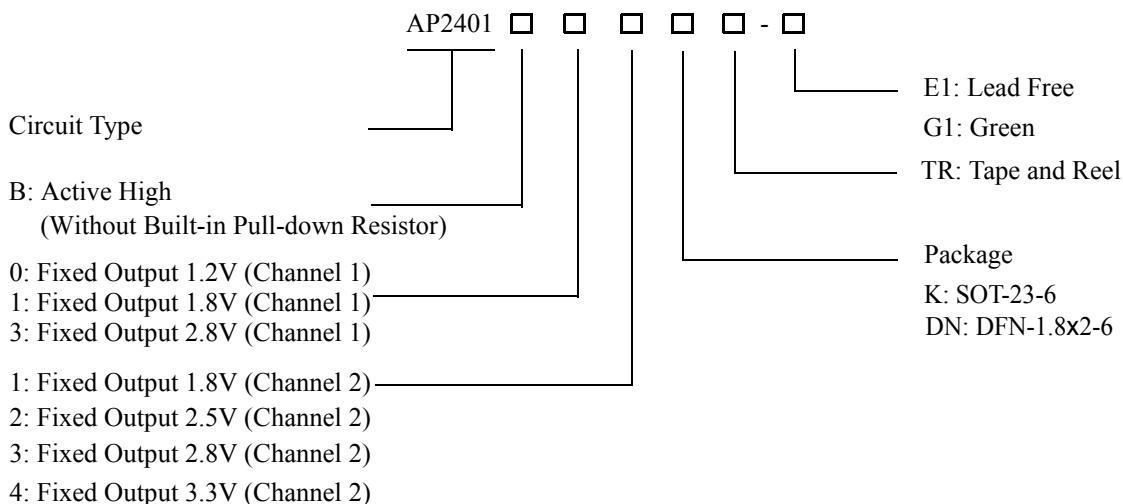 AP2401 □ □ □ □ □ - □
Circuit Type
B: Active High
(Without Built-in Pull-down Resistor)
0: Fixed Output 1.2V (Channel 1)
1: Fixed Output 1.8V (Channel 1)
3: Fixed Output 2.8V (Channel 1)
1: Fixed Output 1.8V (Channel 2)
2: Fixed Output 2.5V (Channel 2)
3: Fixed Output 2.8V (Channel 2)
4: Fixed Output 3.3V (Channel 2)
E1: Lead Free
G1: Green
TR: Tape and Reel
Package
K: SOT-23-6
DN: DFN-1.8x2-6